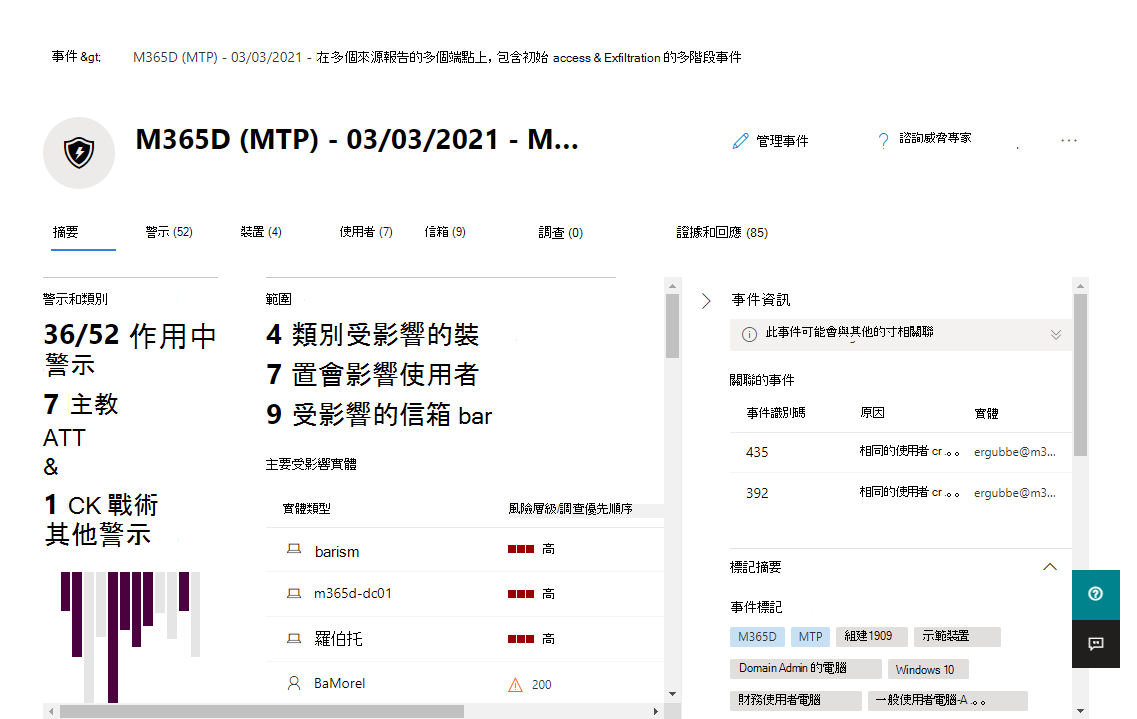 事件 &gt; M365D (MTP) - 03/03/2021 - 在多個來源報告的多個端點上, 包含初始 access & Exfiltration 的多階段事件
M365D (MTP) - 03/03/2021 - M...
管理事件
諮詢威脅專家
...
摘要 警示 (52) 裝置 (4) 使用者 (7) 信箱 (9) 調查 (0) 證據和回應 (85)
警示和類別
36/52 作用中
警示
7 主教
ATT
&
1 CK 戰術
其他警示
範圍
4 類別受影響的裝
7 置會影響使用者
9 受影響的信箱 bar
主要受影響實體
實體類型 風險層級/調查優先順序
barism 高
m365d-dc01 高
羅伯托 高
BaMorel 200
事件資訊
此事件可能會與其他的寸相關聯
關聯的事件
事件識別碼 原因 實體
435 相同的使用者 cr 。。 ergubbe@m3...
392 相同的使用者 cr 。。 ergubbe@m3...
標記摘要
事件標記
M365D MTP 組建1909 示範裝置
Domain Admin 的電腦 Windows 10
財務使用者電腦 一般使用者電腦-A 。。